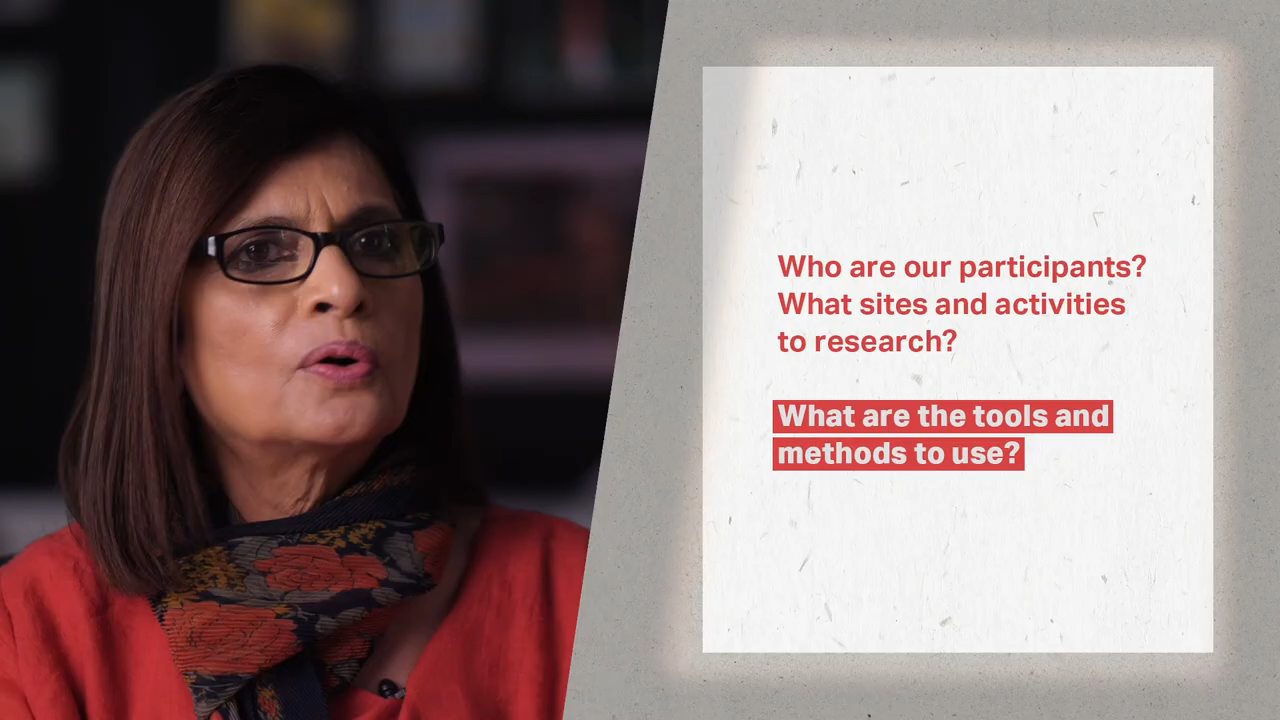 Who are our participants?
What sites and activities
to research?
What are the tools and
methods to use?